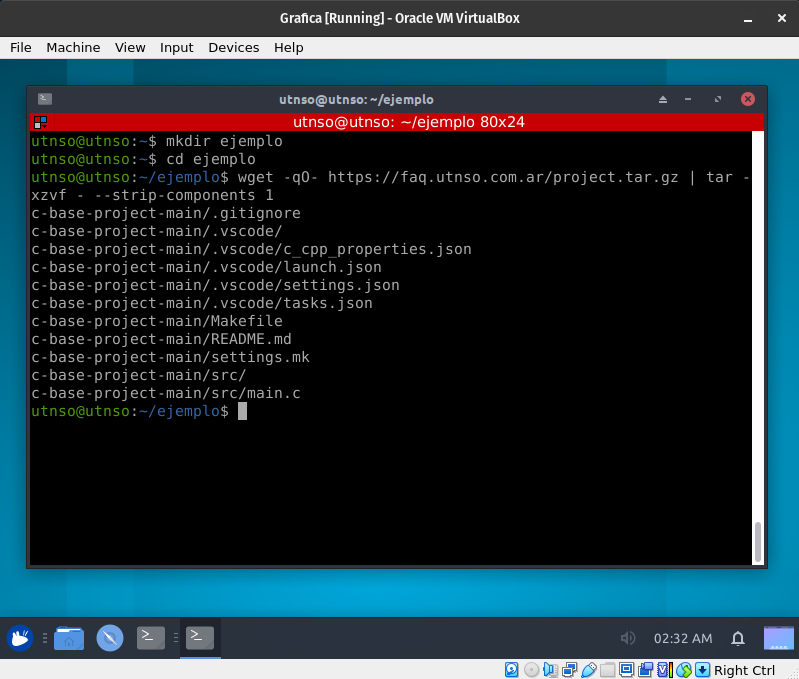 Grafica [Running] - Oracle VM VirtualBox
File Machine View Input Devices Help
utnso@utnso: ~/ejemplo
utnso@utnso: ~/ejemplo 80x24
utnso@utnso:~$ mkdir ejemplo
utnso@utnso:~$ cd ejemplo
utnso@utnso:~/ejemplo$ wget -qO- https://faq.utnso.com.ar/project.tar.gz | tar -
xzvf - --strip-components 1
c-base-project-main/.gitignore
c-base-project-main/.vscode/
c-base-project-main/.vscode/c_cpp_properties.json
c-base-project-main/.vscode/launch.json
c-base-project-main/.vscode/settings.json
c-base-project-main/.vscode/tasks.json
c-base-project-main/Makefile
c-base-project-main/README.md
c-base-project-main/settings.mk
c-base-project-main/src/
c-base-project-main/src/main.c
utnso@utnso:~/ejemplo$
02:32 AM
Right Ctrl